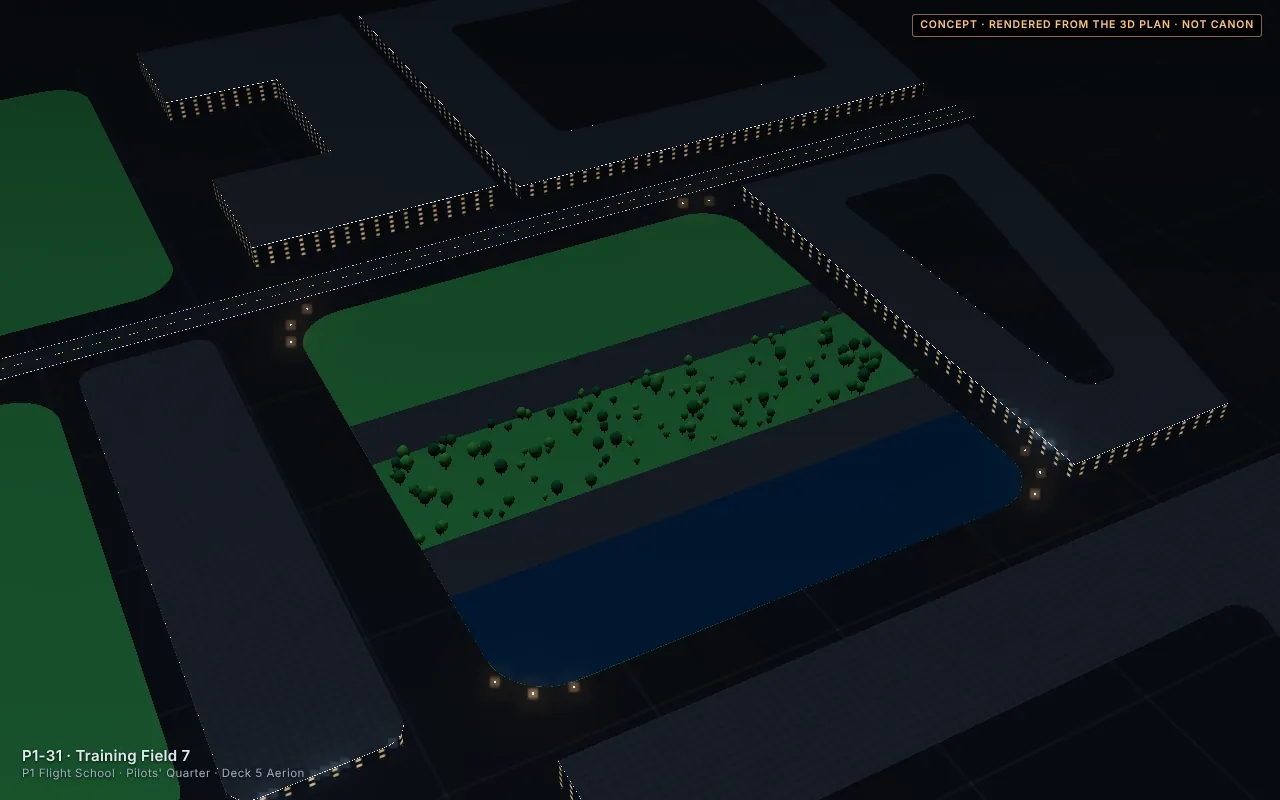 CONCEPT · RENDERED FROM THE 3D PLAN · NOT CANON
P1-31 · Training Field 7
P1 Flight School · Pilots' Quarter · Deck 5 Aerion